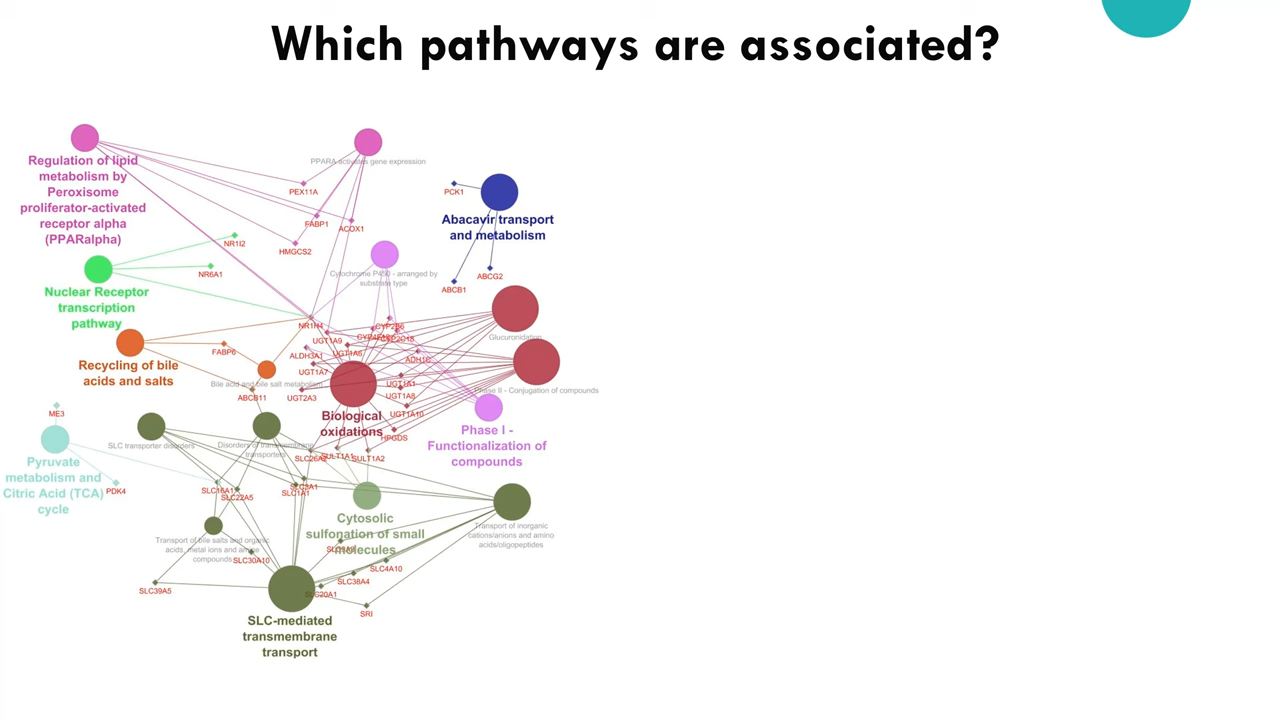 Which pathways are associated?
Regulation of lipid
metabolism by
Peroxisome
proliferator-activated
receptor alpha
(PPARalpha)
PPARA activates gene expression
PEX11A
FABP1
ACOX1
HMGCS2
PCK1
Abacavir transport
and metabolism
ABCG2
ABCB1
NR1I2
NR6A1
Nuclear Receptor
transcription
pathway
Cytochrome P450 - arranged by
substrate type
NR1H4
CYP2B6
UGT1A9
CYP2C18
Glucuronidation
Recycling of bile
acids and salts
FABP6
ALDH3A1
UGT1A6
ADH1C
UGT1A7
Bile acid and bile salt metabolism
UGT1A1
Phase II - Conjugation of compounds
ABCB11
UGT2A3
UGT1A8
UGT1A10
Biological
oxidations
HPGDS
Phase I -
Functionalization of
compounds
ME3
SLC transporter disorders
Disorders of transmembrane
transporters
SULT1A1
SULT1A2
Pyruvate
metabolism and
Citric Acid (TCA)
cycle
PDK4
SLC16A1
SLC22A5
SLC1A1
Cytosolic
sulfonation of small
molecules
Transport of inorganic
cations/anions and amino
acids/oligopeptides
Transport of bile salts and organic
acids, metal ions and amine
compounds
SLC30A10
SLC4A10
SLC38A4
SLC39A5
SLC20A1
SRI
SLC-mediated
transmembrane
transport